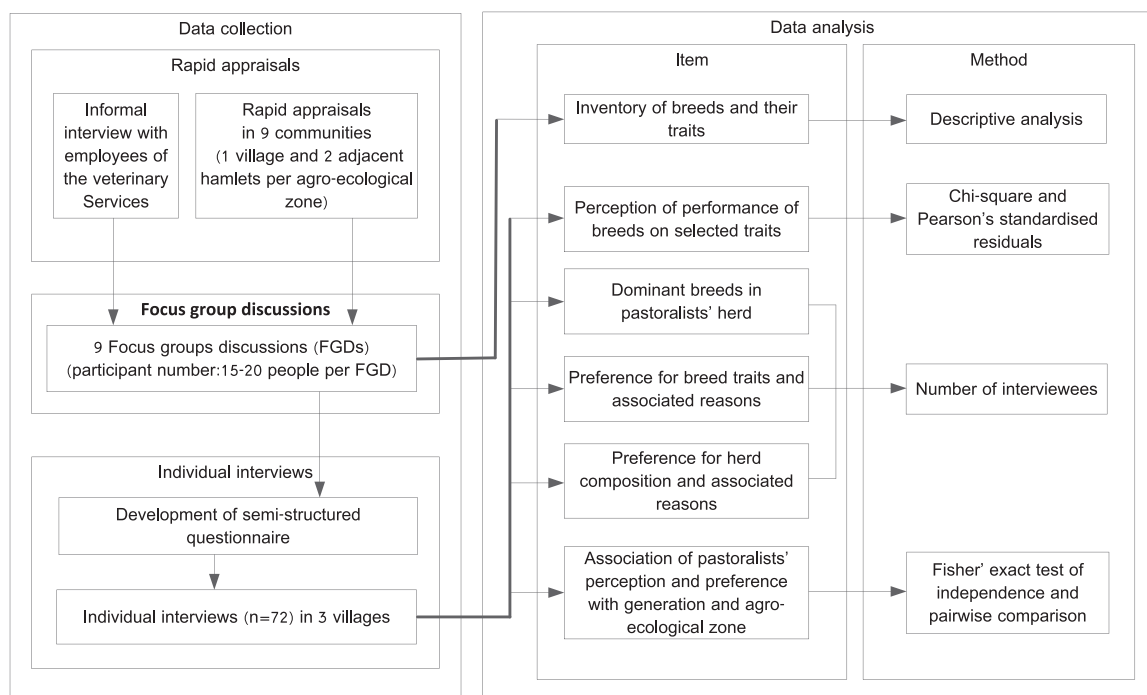 Data collection
Rapid appraisals
Informal
interview with
employees of
the veterinary
Services
Rapid appraisals
in 9 communities
(1 village and 2 adjacent
hamlets per agro-ecological
zone)
Focus group discussions
9 Focus groups discussions (FGDs)
(participant number:15-20 people per FGD)
Individual interviews
Development of semi-structured
questionnaire
Individual interviews (n=72) in 3 villages
Data analysis
Item
Inventory of breeds and their
traits
Perception of performance of
breeds on selected traits
Dominant breeds in
pastoralists’ herd
Preference for breed traits and
associated reasons
Preference for herd
composition and associated
reasons
Association of pastoralists’
perception and preference
with generation and agro-
ecological zone
Method
Descriptive analysis
Chi-square and
Pearson’s standardised
residuals
Number of interviewees
Fisher’ exact test of
independence and
pairwise comparison